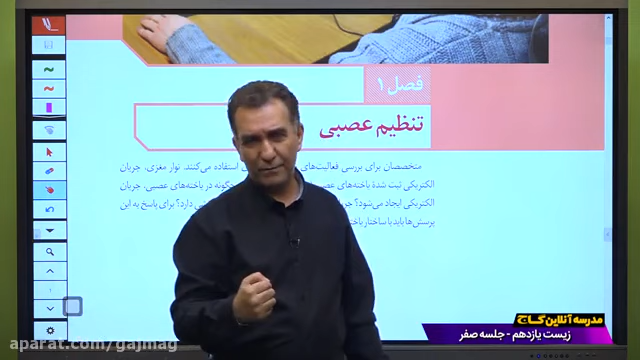 فصل ۱
تنظیم عصبی
متخصصان برای بررسی فعالیت‌های
استفاده می‌کنند. نوار مغزی، جریان
الکتریکی ثبت شدهٔ یاخته‌های عصبی
چگونه در یاخته‌های عصبی، جریان
الکتریکی ایجاد می‌شود؟
دارد؟ برای پاسخ به این
پرسش‌ها باید با ساختار یاخته
مدرسه آنلاین گاج
زیست یازدهم - جلسه صفر
aparat.com/gajmag